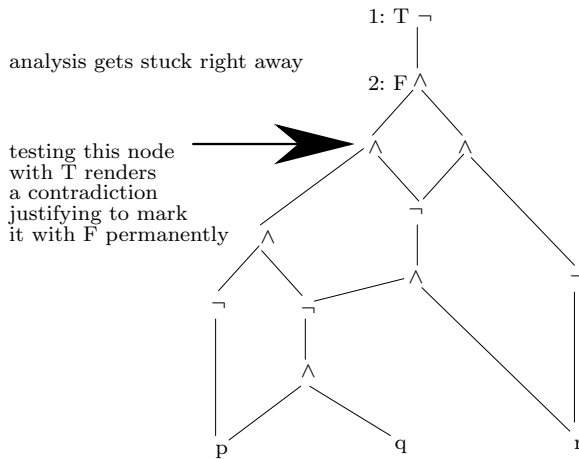 1: T ¬
analysis gets stuck right away
2: F ∧
testing this node
with T renders
a contradiction
justifying to mark
it with F permanently
∧ ∧
¬
∧
∧
¬
¬ ¬
∧
p q r